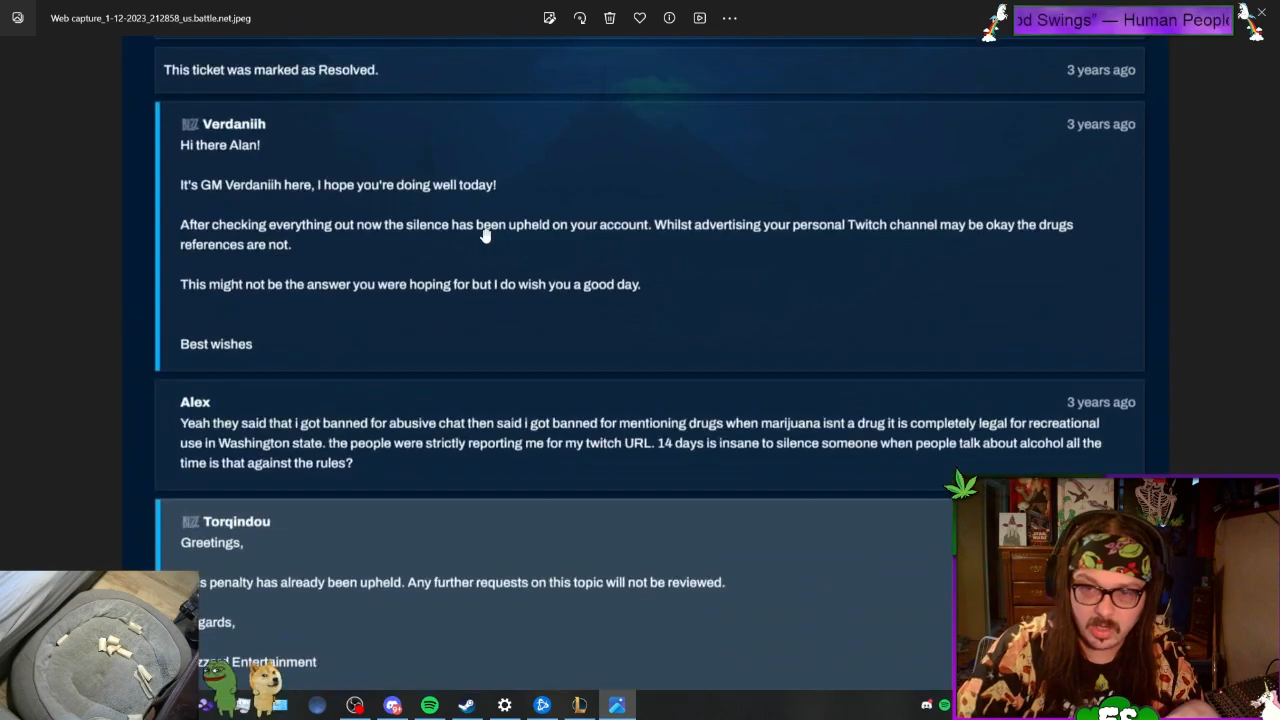 Web capture_1-12-2023_212858_us.battle.net.jpeg
od Swings" — Human People
This ticket was marked as Resolved.
3 years ago
Verdaniih
3 years ago
Hi there Alan!
It's GM Verdaniih here, I hope you're doing well today!
After checking everything out now the silence has been upheld on your account. Whilst advertising your personal Twitch channel may be okay the drugs
references are not.
This might not be the answer you were hoping for but I do wish you a good day.
Best wishes
Alex
3 years ago
Yeah they said that i got banned for abusive chat then said i got banned for mentioning drugs when marijuana isnt a drug it is completely legal for recreational
use in Washington state. the people were strictly reporting me for my twitch URL. 14 days is insane to silence someone when people talk about alcohol all the
time is that against the rules?
Torqindou
Greetings,
s penalty has already been upheld. Any further requests on this topic will not be reviewed.
gards,
Entertainment